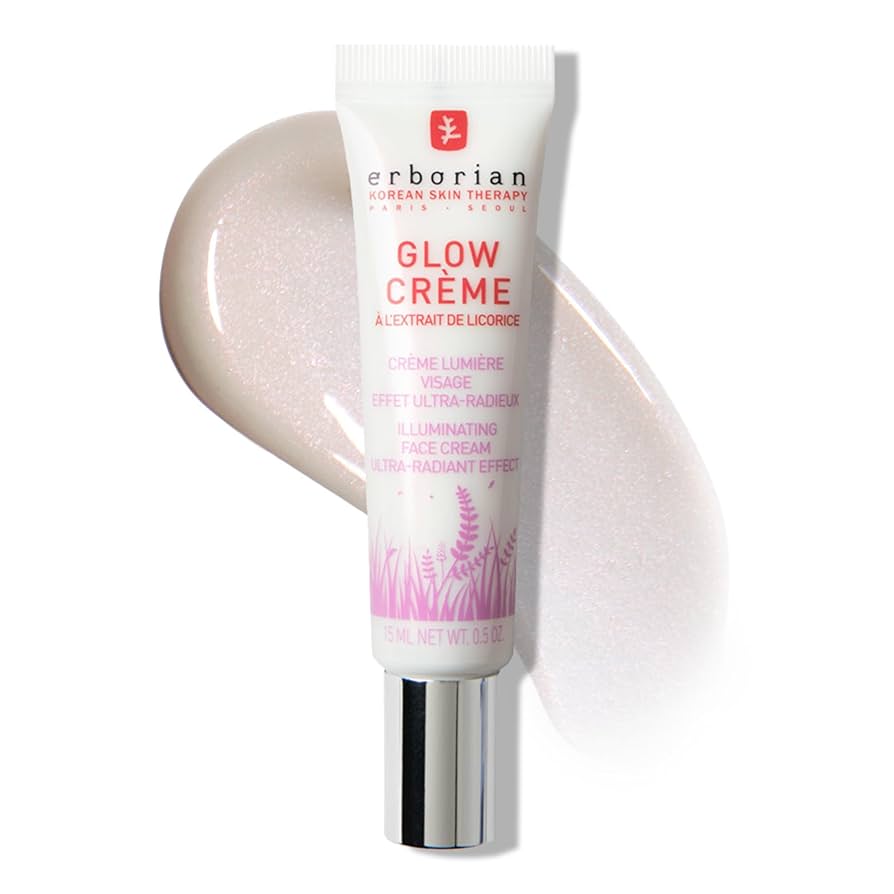 erborian
KOREAN SKIN THERAPY
PARIS - SEOUL
GLOW
CRÈME
À L'EXTRAIT DE LICORICE
CRÈME LUMIÈRE
VISAGE
EFFET ULTRA-RADIEUX
ILLUMINATING
FACE CREAM
ULTRA-RADIANT EFFECT
15 ML NET WT. 0.5 OZ.